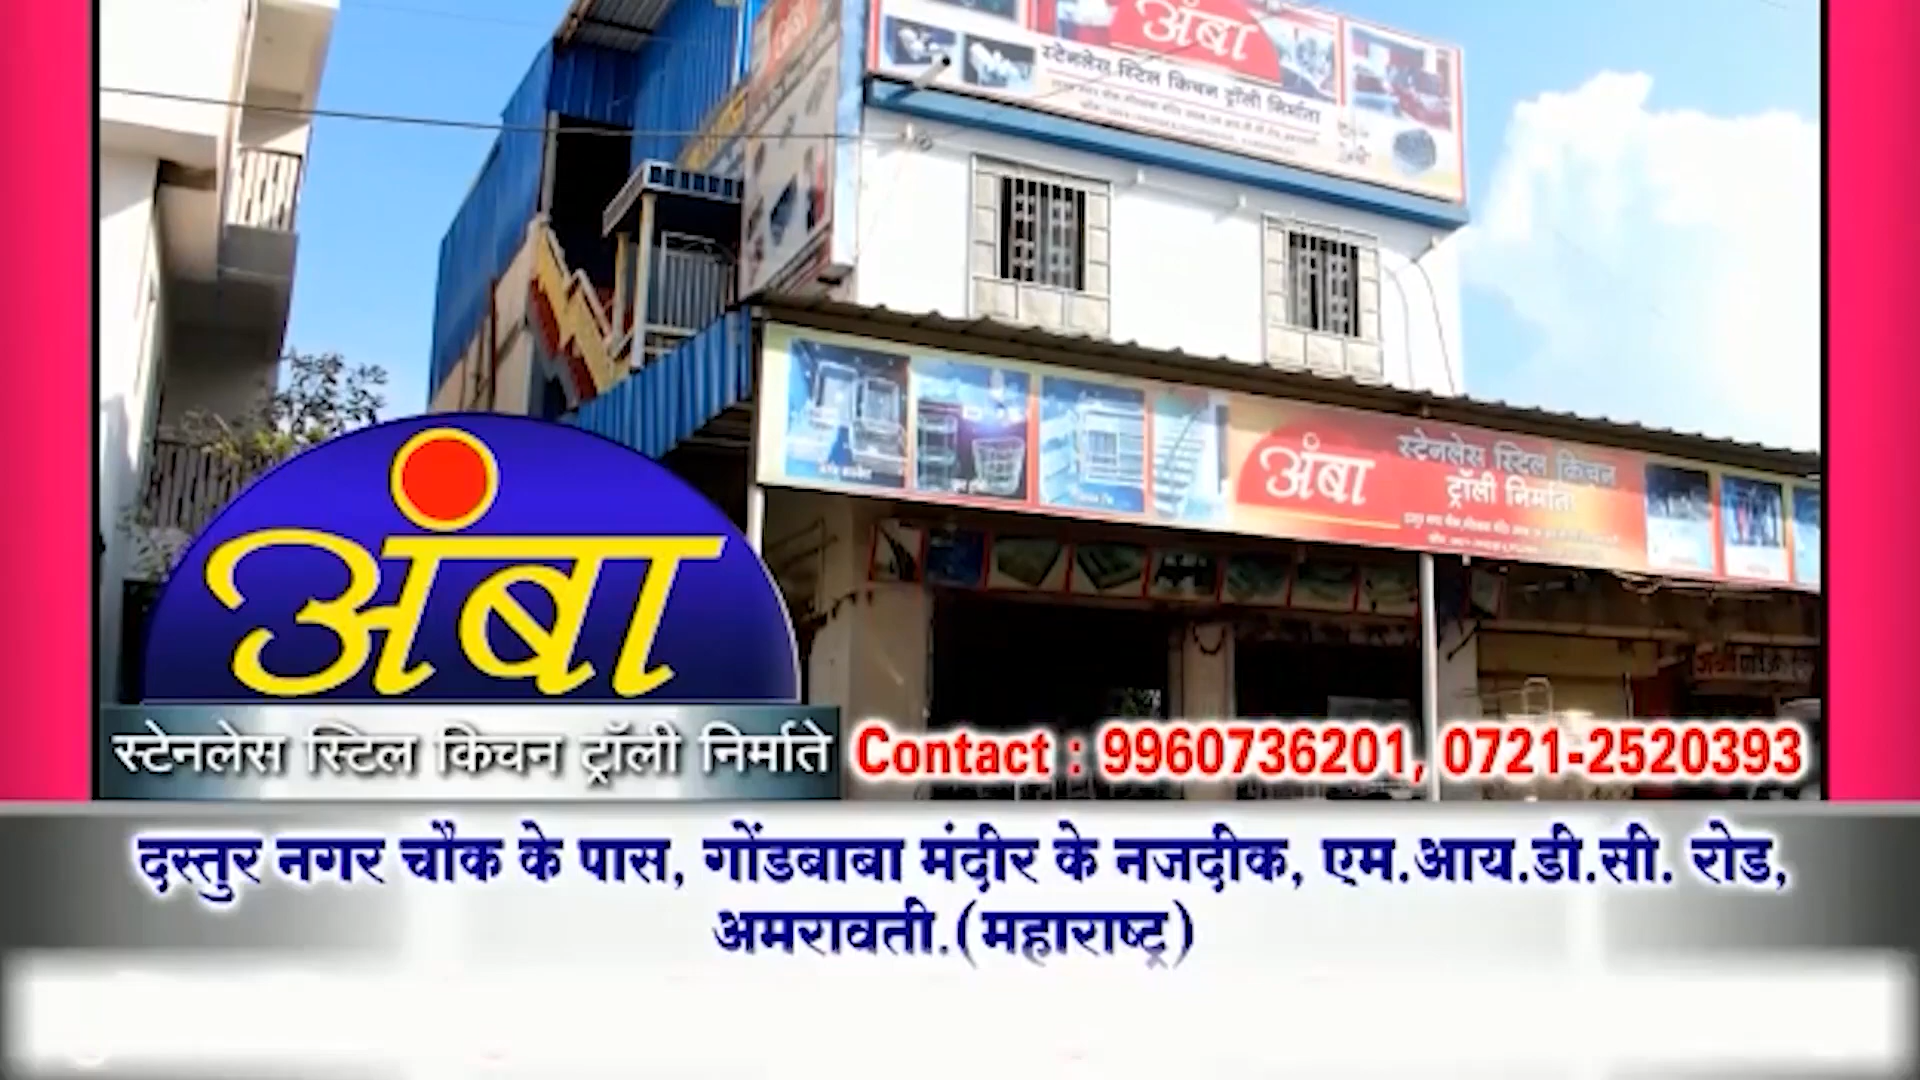 अंबा
स्टेनलेस स्टिल किचन ट्रॉली निर्माता
अंबा
स्टेनलेस स्टिल किचन
ट्रॉली निर्माता
अंबा
स्टेनलेस स्टिल किचन ट्रॉली निर्माते
Contact : 9960736201, 0721-2520393
दस्तुर नगर चौक के पास, गोंडबाबा मंदीर के नजदीक, एम.आय.डी.सी. रोड,
अमरावती.(महाराष्ट्र)